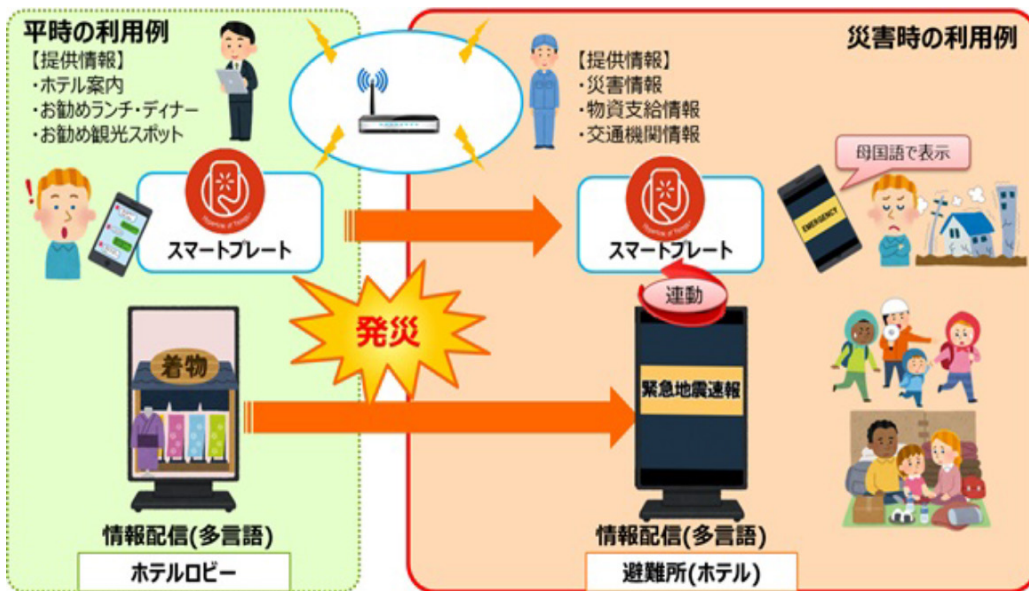 平時の利用例
【提供情報】
・ホテル案内
・お勧めランチ・ディナー
・お勧め観光スポット
スマートプレート
着物
情報配信(多言語)
ホテルロビー
発災
災害時の利用例
【提供情報】
・災害情報
・物資支給情報
・交通機関情報
母国語で表示
EMERGENCY
スマートプレート
連動
緊急地震速報
情報配信(多言語)
避難所(ホテル)